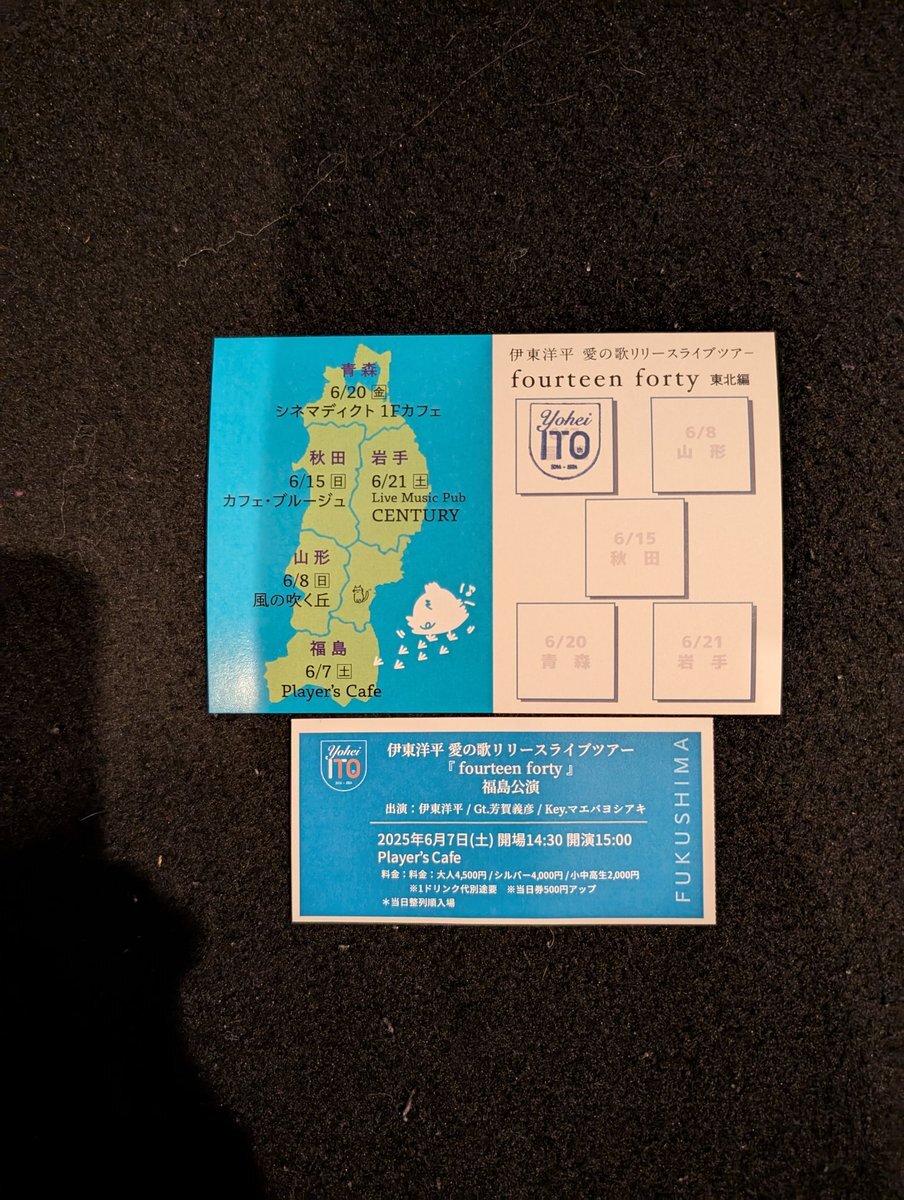 青森
6/20 金
シネマディクト 1Fカフェ
秋田
6/15 日
カフェ・ブルージュ
岩手
6/21 土
Live Music Pub
CENTURY
山形
6/8 日
風の吹く丘
福島
6/7 土
Player's Cafe
伊東洋平 愛の歌リリースライブツアー
fourteen forty 東北編
Yohei
ITO
6/8
山形
6/15
秋田
6/20
青森
6/21
岩手
Yohei
ITO
伊東洋平 愛の歌リリースライブツアー
『 fourteen forty 』
福島公演
出演:伊東洋平 / Gt.芳賀義彦 / Key.マエバヨシアキ
2025年6月7日(土) 開場14:30 開演15:00
Player's Cafe
料金:料金:大人4,500円 / シルバー4,000円 / 小中高生2,000円
※1ドリンク代別途要 ※当日券500円アップ
*当日整列順入場
FUKUSHIMA